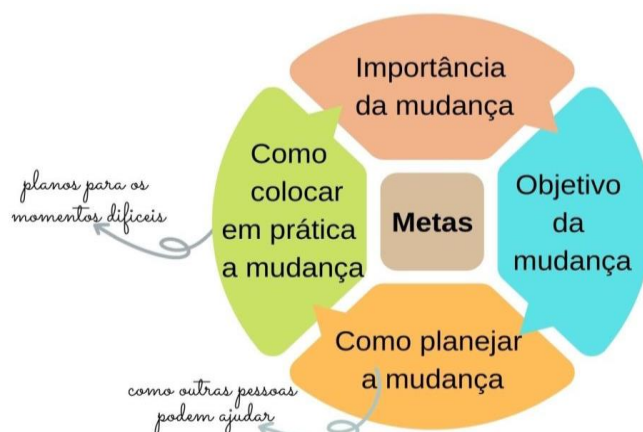 Importância
da mudança
Objetivo
da
mudança
Como planejar
a mudança
Como
colocar
em prática
a mudança
Metas
planos para os
momentos dificeis
como outras pessoas
podem ajudar